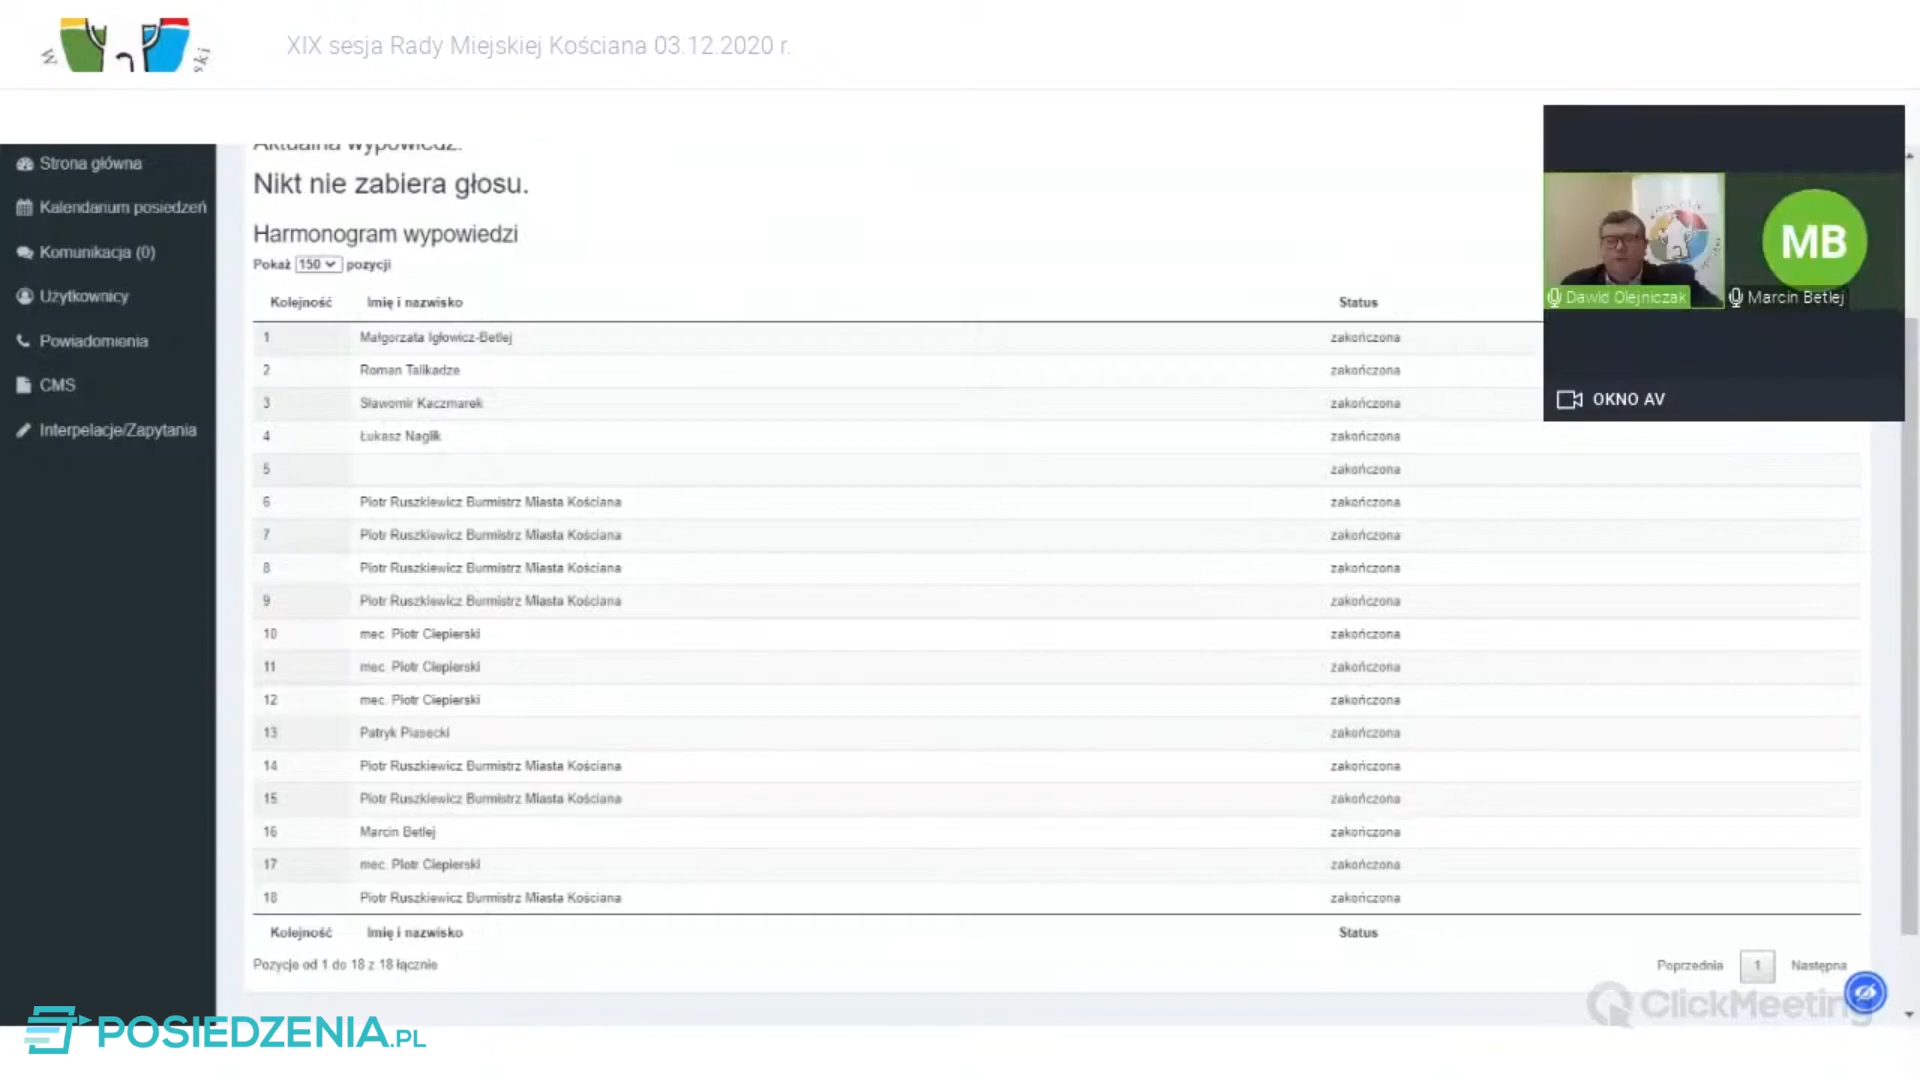 XIX sesja Rady Miejskiej Kościana 03.12.2020 r.
Strona główna
Kalendarium posiedzeń
Komunikacja (0)
Użytkownicy
Powiadomienia
CMS
Interpelacje/Zapytania
Aktualna wypowiedź:
Nikt nie zabiera głosu.
Harmonogram wypowiedzi
Pokaż 150 pozycji
Kolejność Imię i nazwisko Status
1 Małgorzata Igłowicz-Betlej zakończona
2 Roman Talikadze zakończona
3 Sławomir Kaczmarek zakończona
4 Łukasz Naglik zakończona
5 zakończona
6 Piotr Ruszkiewicz Burmistrz Miasta Kościana zakończona
7 Piotr Ruszkiewicz Burmistrz Miasta Kościana zakończona
8 Piotr Ruszkiewicz Burmistrz Miasta Kościana zakończona
9 Piotr Ruszkiewicz Burmistrz Miasta Kościana zakończona
10 mec. Piotr Ciepierski zakończona
11 mec. Piotr Ciepierski zakończona
12 mec. Piotr Ciepierski zakończona
13 Patryk Piasecki zakończona
14 Piotr Ruszkiewicz Burmistrz Miasta Kościana zakończona
15 Piotr Ruszkiewicz Burmistrz Miasta Kościana zakończona
16 Marcin Betlej zakończona
17 mec. Piotr Ciepierski zakończona
18 Piotr Ruszkiewicz Burmistrz Miasta Kościana zakończona
Kolejność Imię i nazwisko Status
Pozycje od 1 do 18 z 18 łącznie
Poprzednia 1 Następna
MB
Dawid Olejniczak
Marcin Betlej
OKNO AV
ClickMeeting
POSIEDZENIA.PL